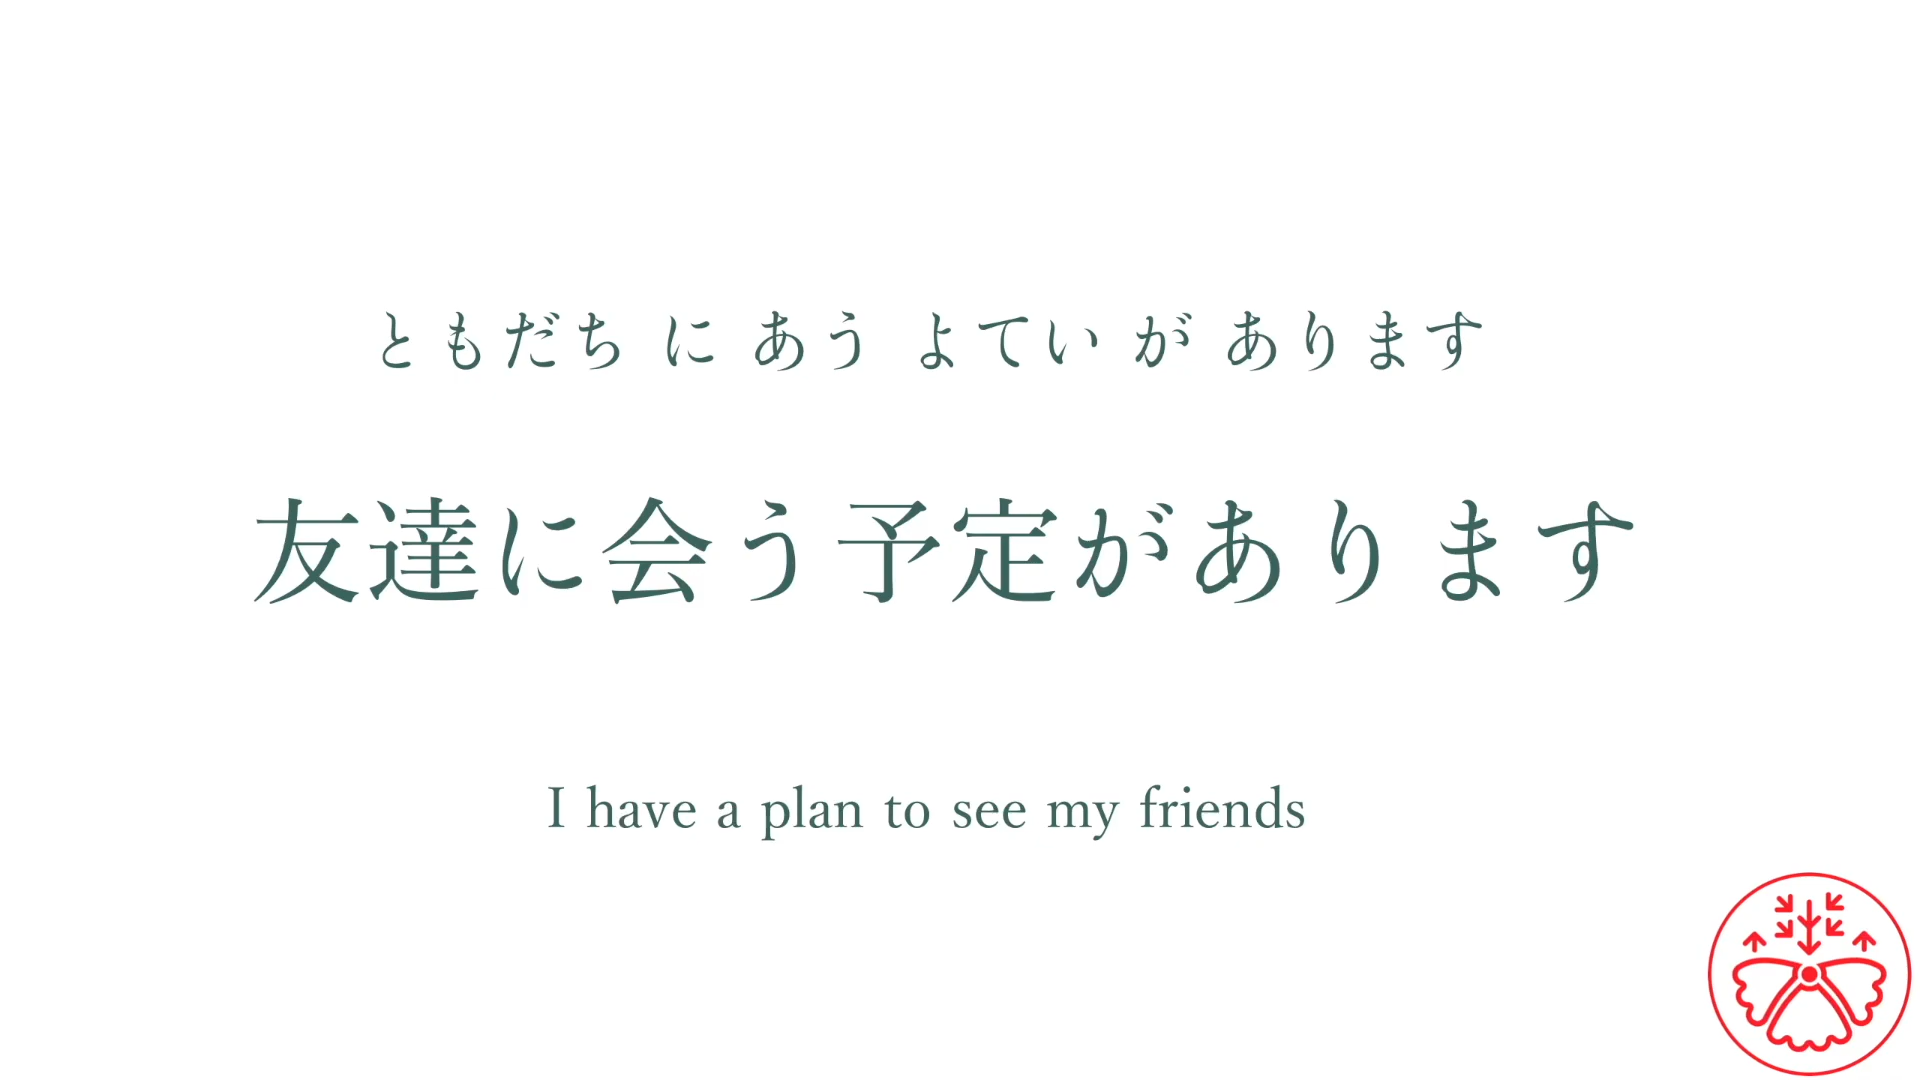 ともだち に あう よてい が あります
友達に会う予定があります
I have a plan to see my friends